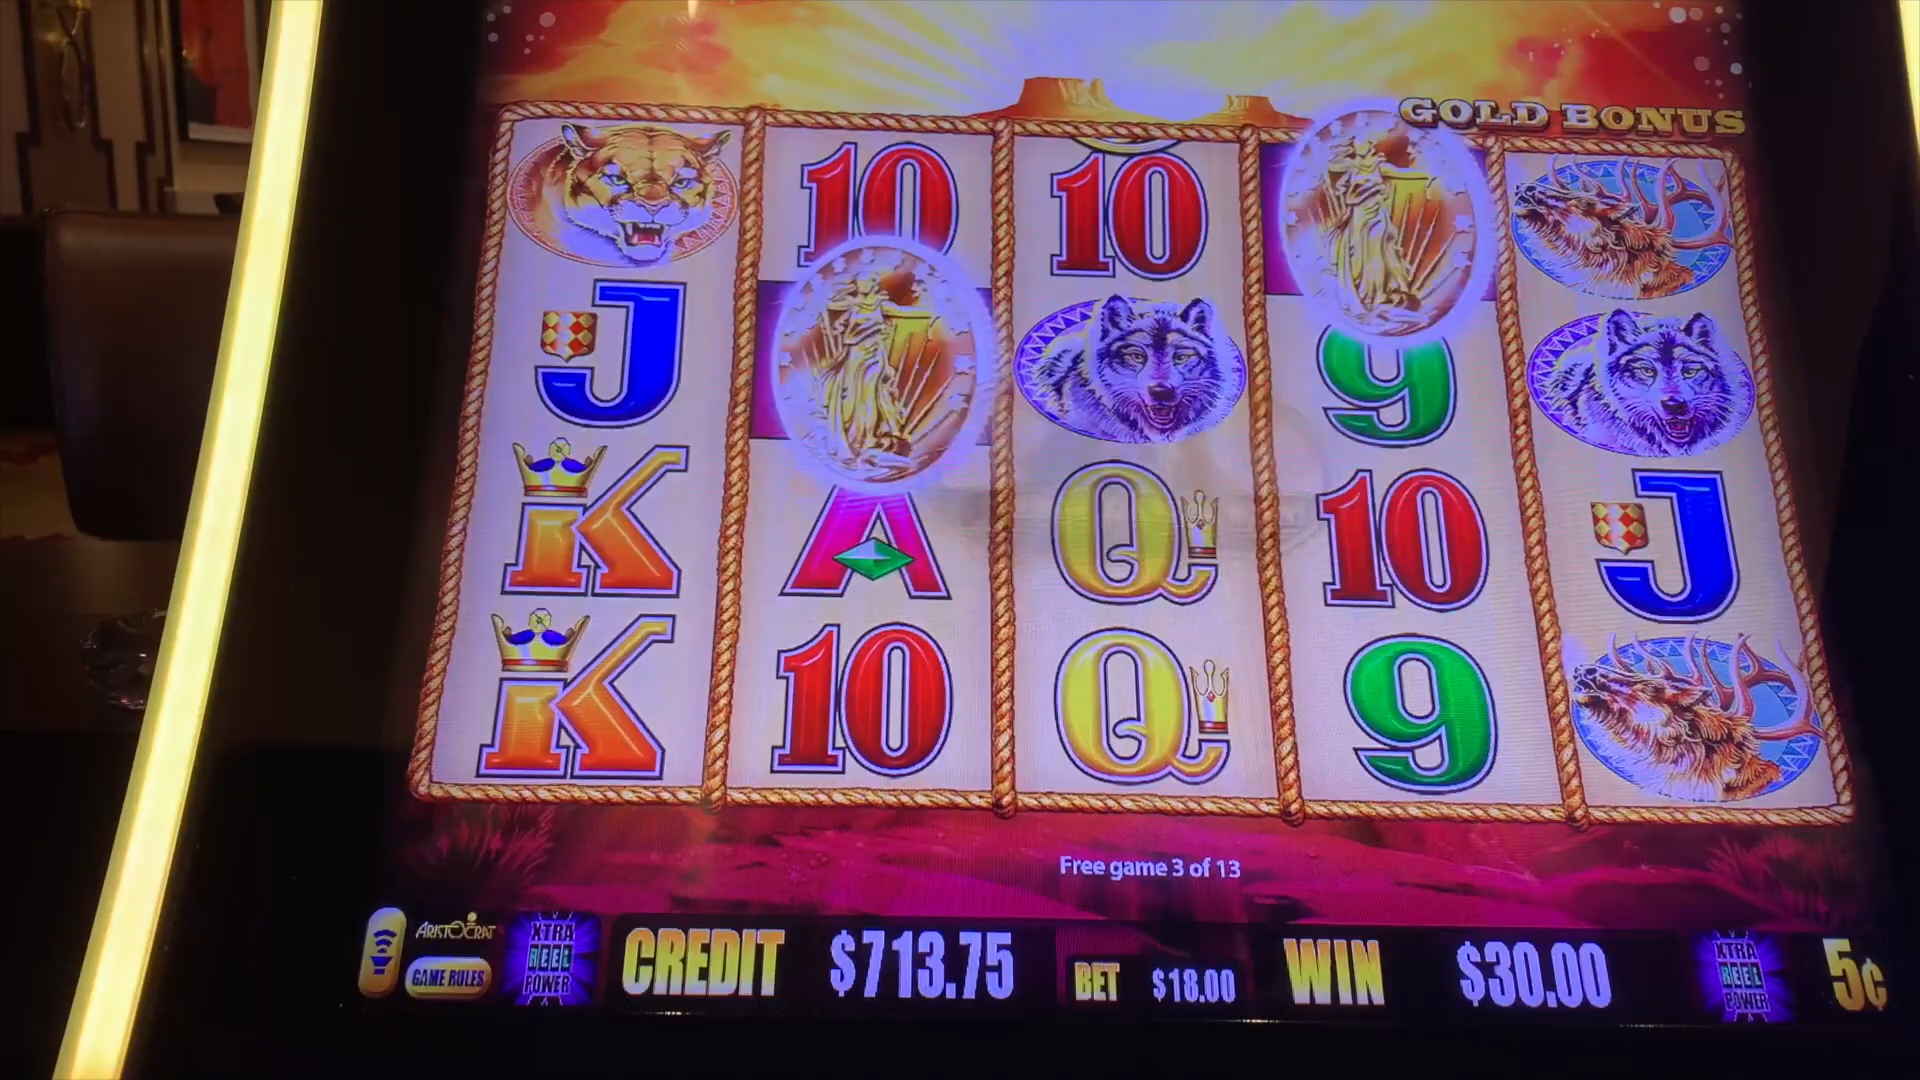 GOLD BONUS
10
10
J
9
K
A
Q
10
J
K
10
Q
9
Free game 3 of 13
ARISTOCRAT
GAME RULES
XTRA
REEL
POWER
CREDIT $713.75
BET $18.00
WIN $30.00
XTRA
REEL
POWER
5¢